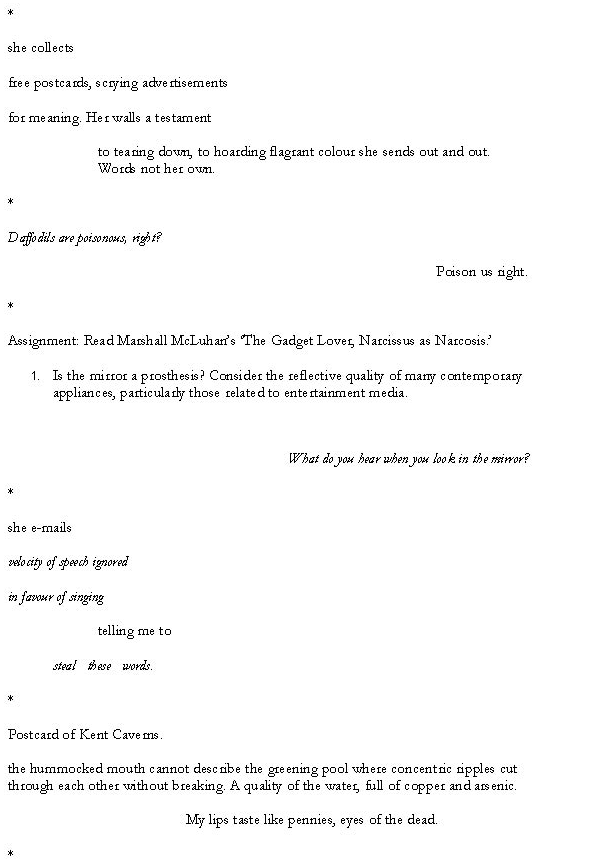 *
she collects
free postcards, scrying advertisements
for meaning. Her walls a testament
to tearing down, to hoarding flagrant colour she sends out and out.
Words not her own.
*
Daffodils are poisonous, right?
Poison us right.
*
Assignment: Read Marshall McLuhan's 'The Gadget Lover, Narcissus as Narcosis.'
1. Is the mirror a prosthesis? Consider the reflective quality of many contemporary
appliances, particularly those related to entertainment media.
What do you hear when you look in the mirror?
*
she e-mails
velocity of speech ignored
in favour of singing
telling me to
steal these words.
*
Postcard of Kent Caverns.
the hummocked mouth cannot describe the greening pool where concentric ripples cut
through each other without breaking. A quality of the water, full of copper and arsenic.
My lips taste like pennies, eyes of the dead.
*